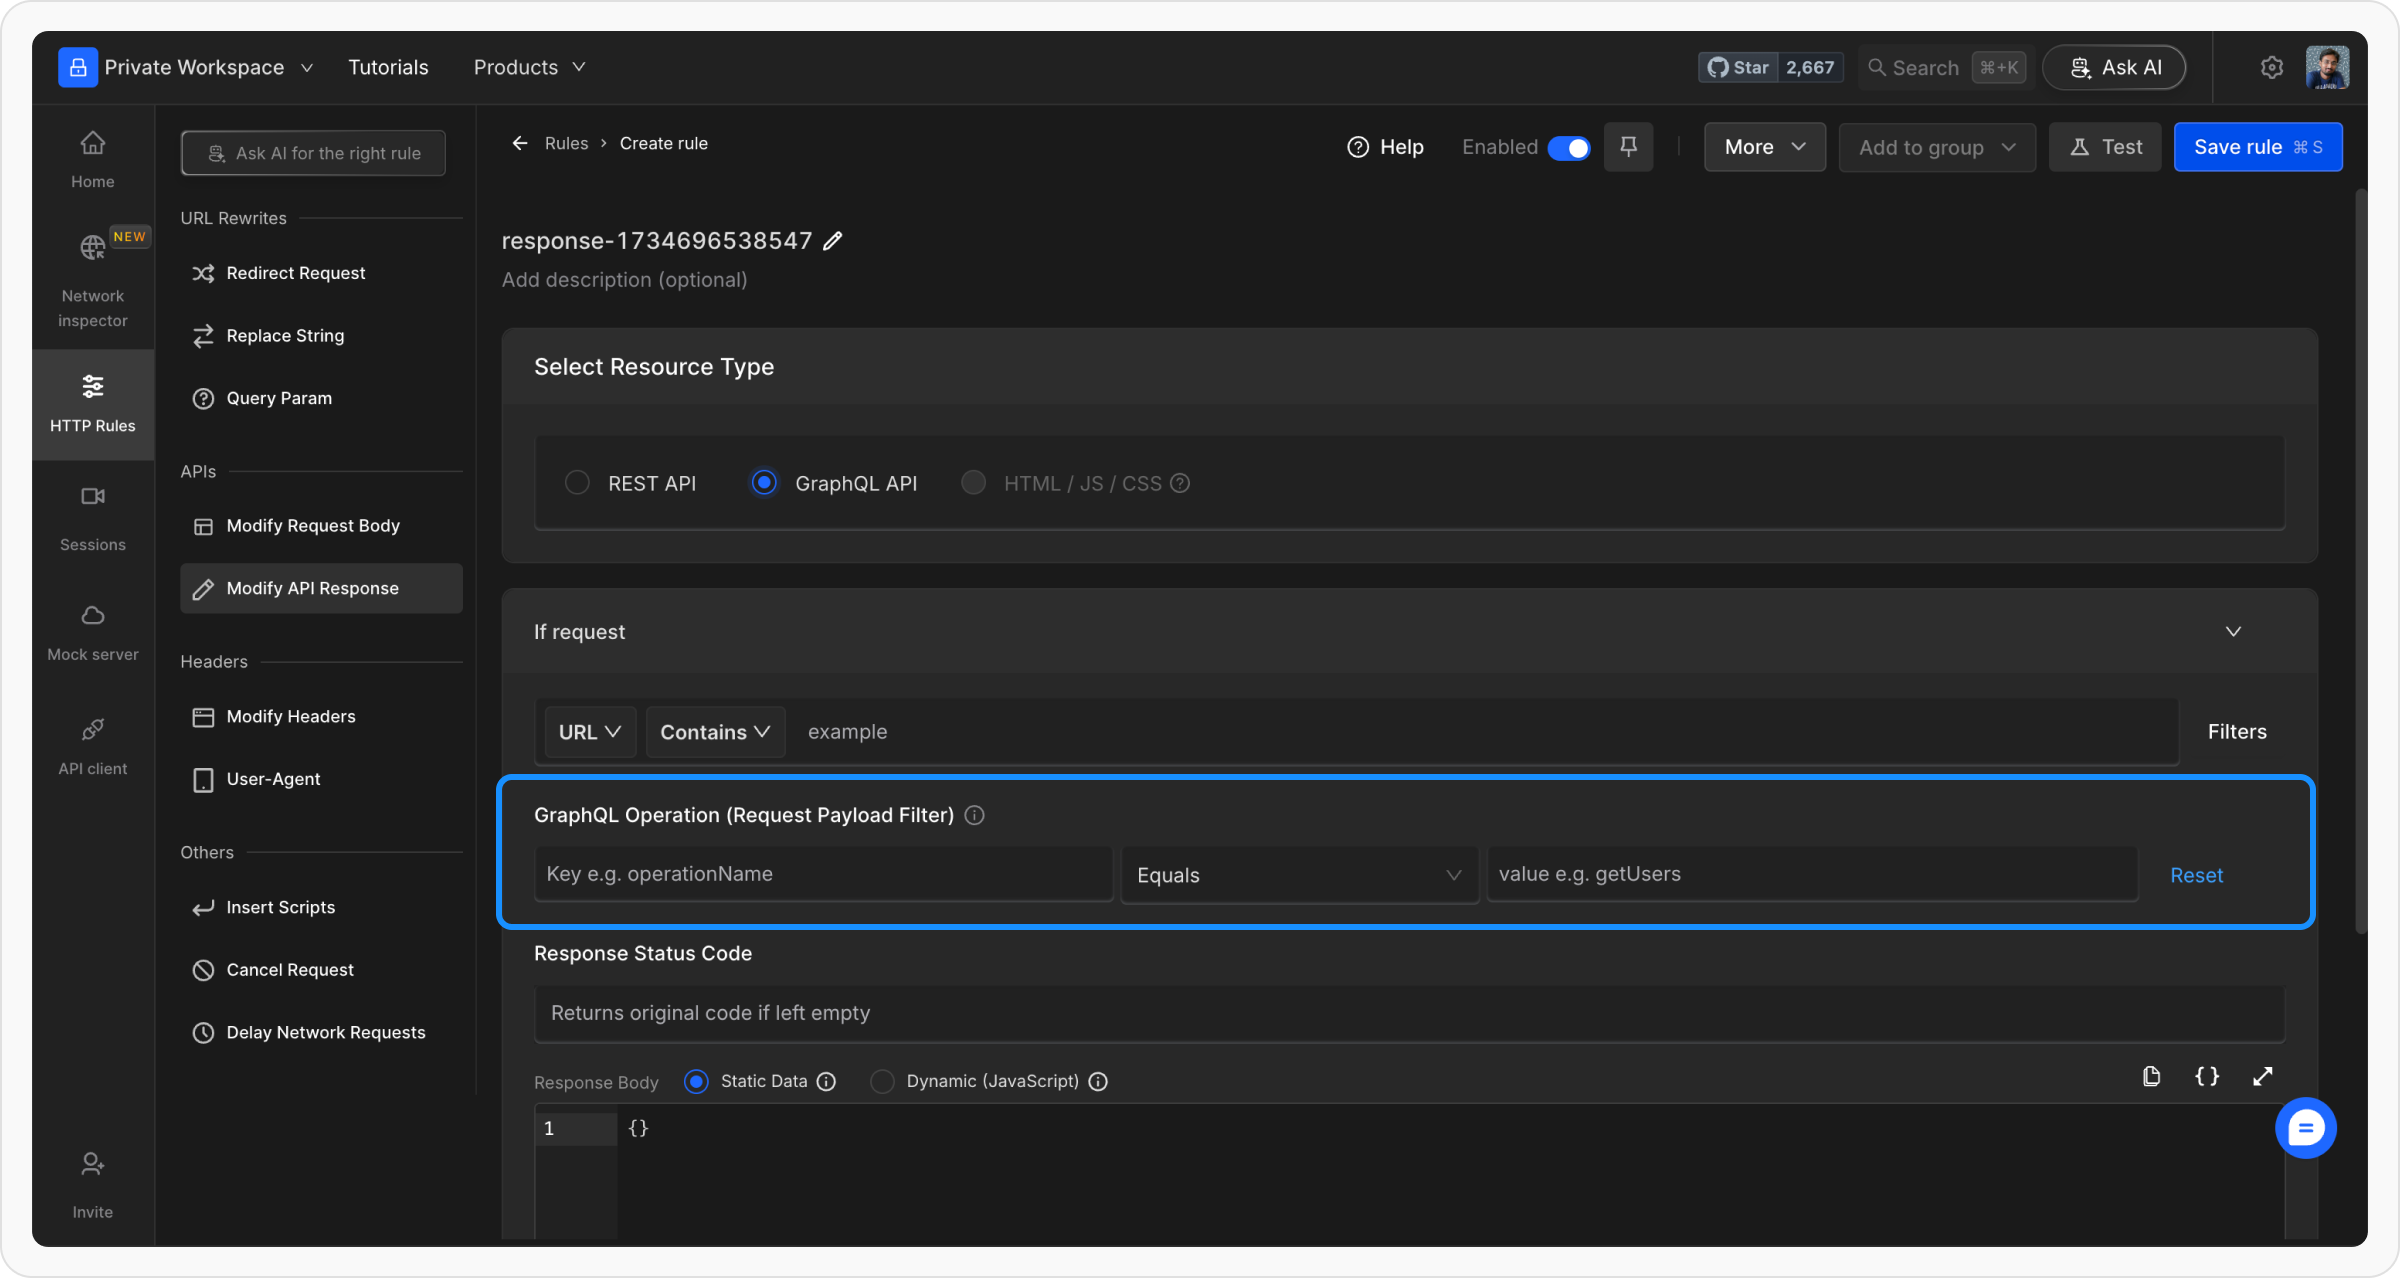 Private Workspace
Tutorials
Products
Star 2,667
Search ⌘+K
Ask AI
Home
NEW
Network
inspector
HTTP Rules
Sessions
Mock server
API client
Invite
Ask AI for the right rule
URL Rewrites
Redirect Request
Replace String
Query Param
APIs
Modify Request Body
Modify API Response
Headers
Modify Headers
User-Agent
Others
Insert Scripts
Cancel Request
Delay Network Requests
Rules > Create rule
Help
Enabled
More
Add to group
Test
Save rule ⌘ S
response-1734696538547
Add description (optional)
Select Resource Type
REST API
GraphQL API
HTML / JS / CSS
If request
URL
Contains
example
Filters
GraphQL Operation (Request Payload Filter)
Key e.g. operationName
Equals
value e.g. getUsers
Reset
Response Status Code
Returns original code if left empty
Response Body
Static Data
Dynamic (JavaScript)
{}
1 {}